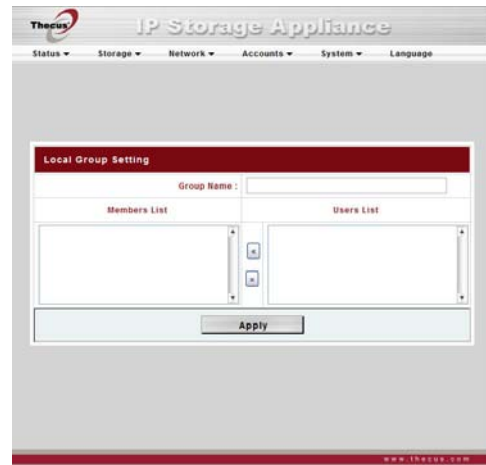 Thecus IP Storage Appliance
Status Storage Network Accounts System Language
Local Group Setting
Group Name :
Members List Users List
«
»
Apply
www.thecus.com